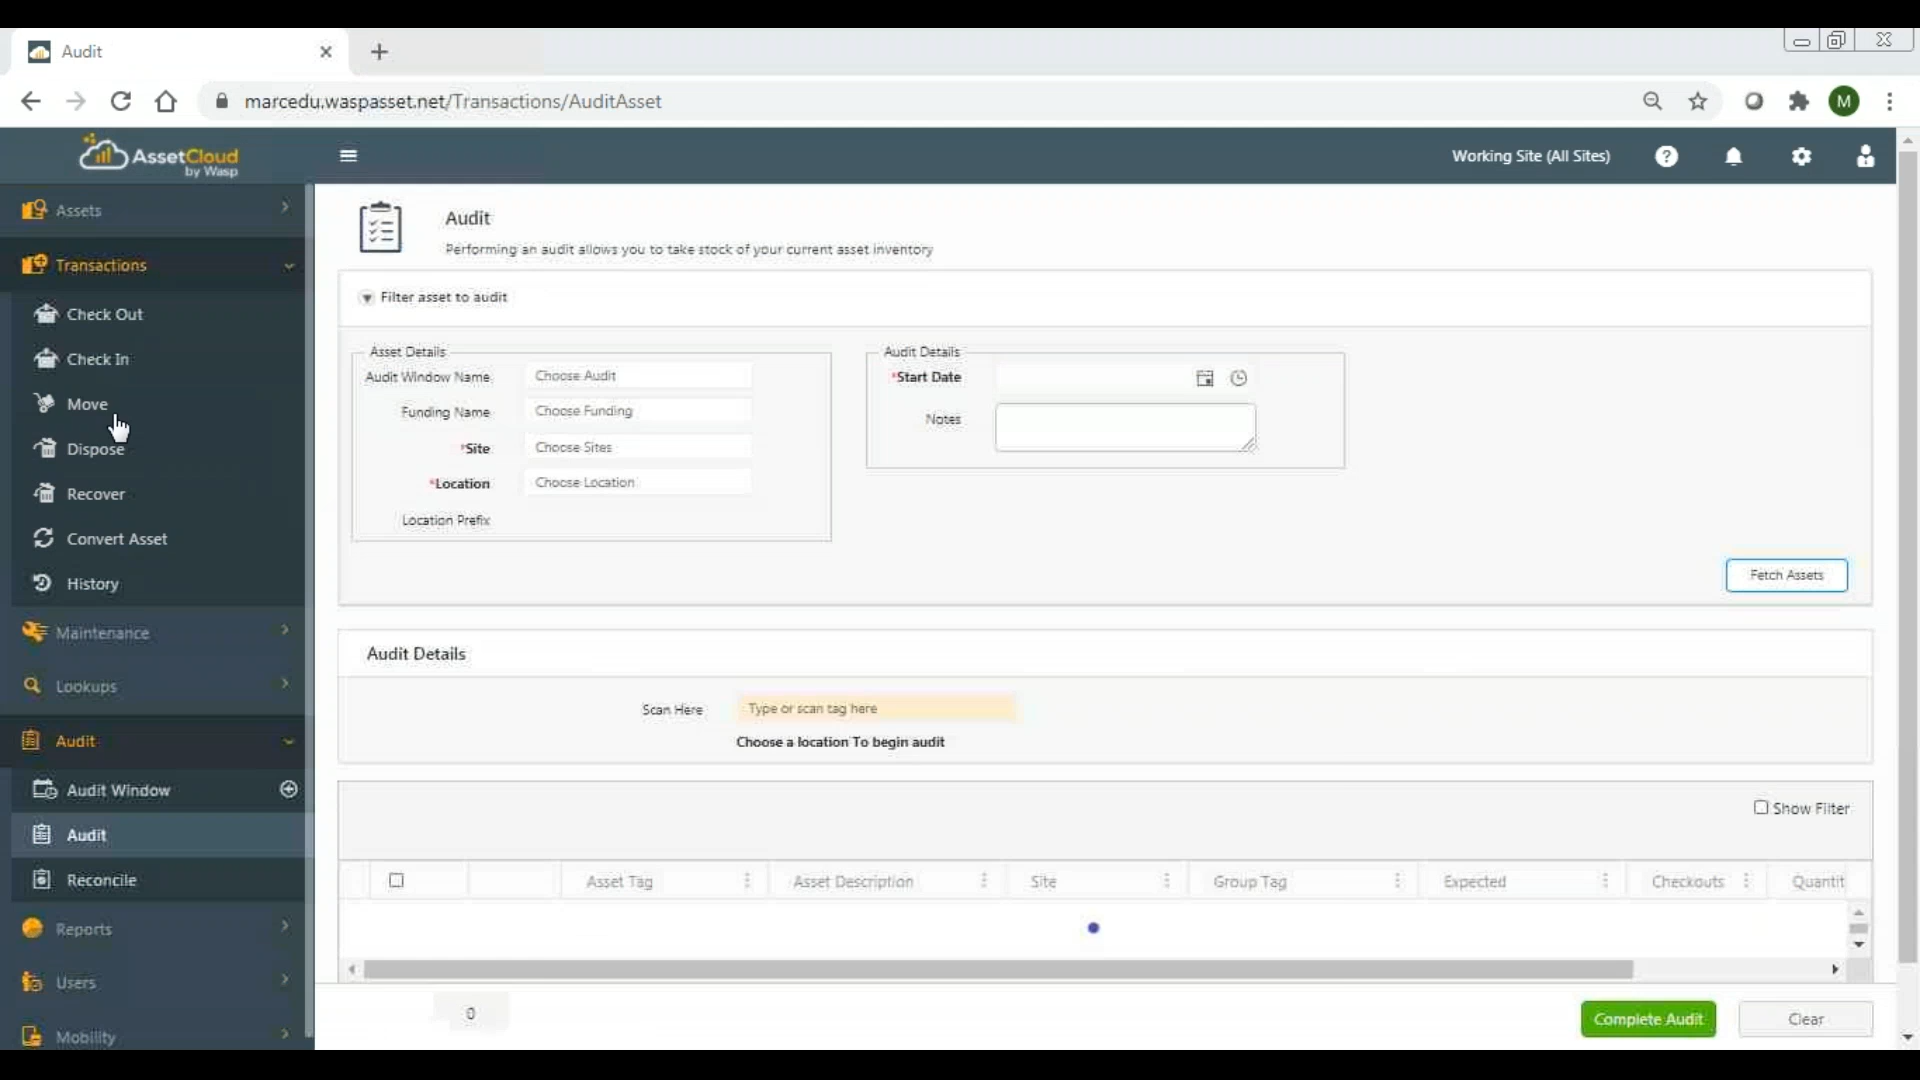 Audit
marcedu.waspasset.net/Transactions/AuditAsset
M
AssetCloud
by Wasp
Working Site (All Sites)
Assets
Transactions
Check Out
Check In
Move
Dispose
Recover
Convert Asset
History
Maintenance
Lookups
Audit
Audit Window
Audit
Reconcile
Reports
Users
Mobility
Audit
Performing an audit allows you to take stock of your current asset inventory
Filter asset to audit
Asset Details
Audit Window Name Choose Audit
Funding Name Choose Funding
*Site Choose Sites
*Location Choose Location
Location Prefix
Audit Details
*Start Date
Notes
Fetch Assets
Audit Details
Scan Here Type or scan tag here
Choose a location To begin audit
Show Filter
Asset Tag Asset Description Site Group Tag Expected Checkouts Quantit
0
Complete Audit Clear